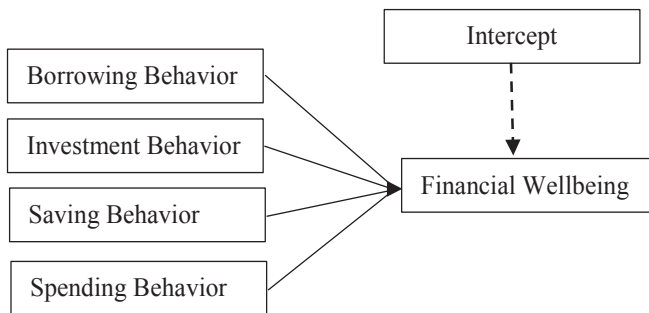 Intercept
Borrowing Behavior
Investment Behavior
Financial Wellbeing
Saving Behavior
Spending Behavior